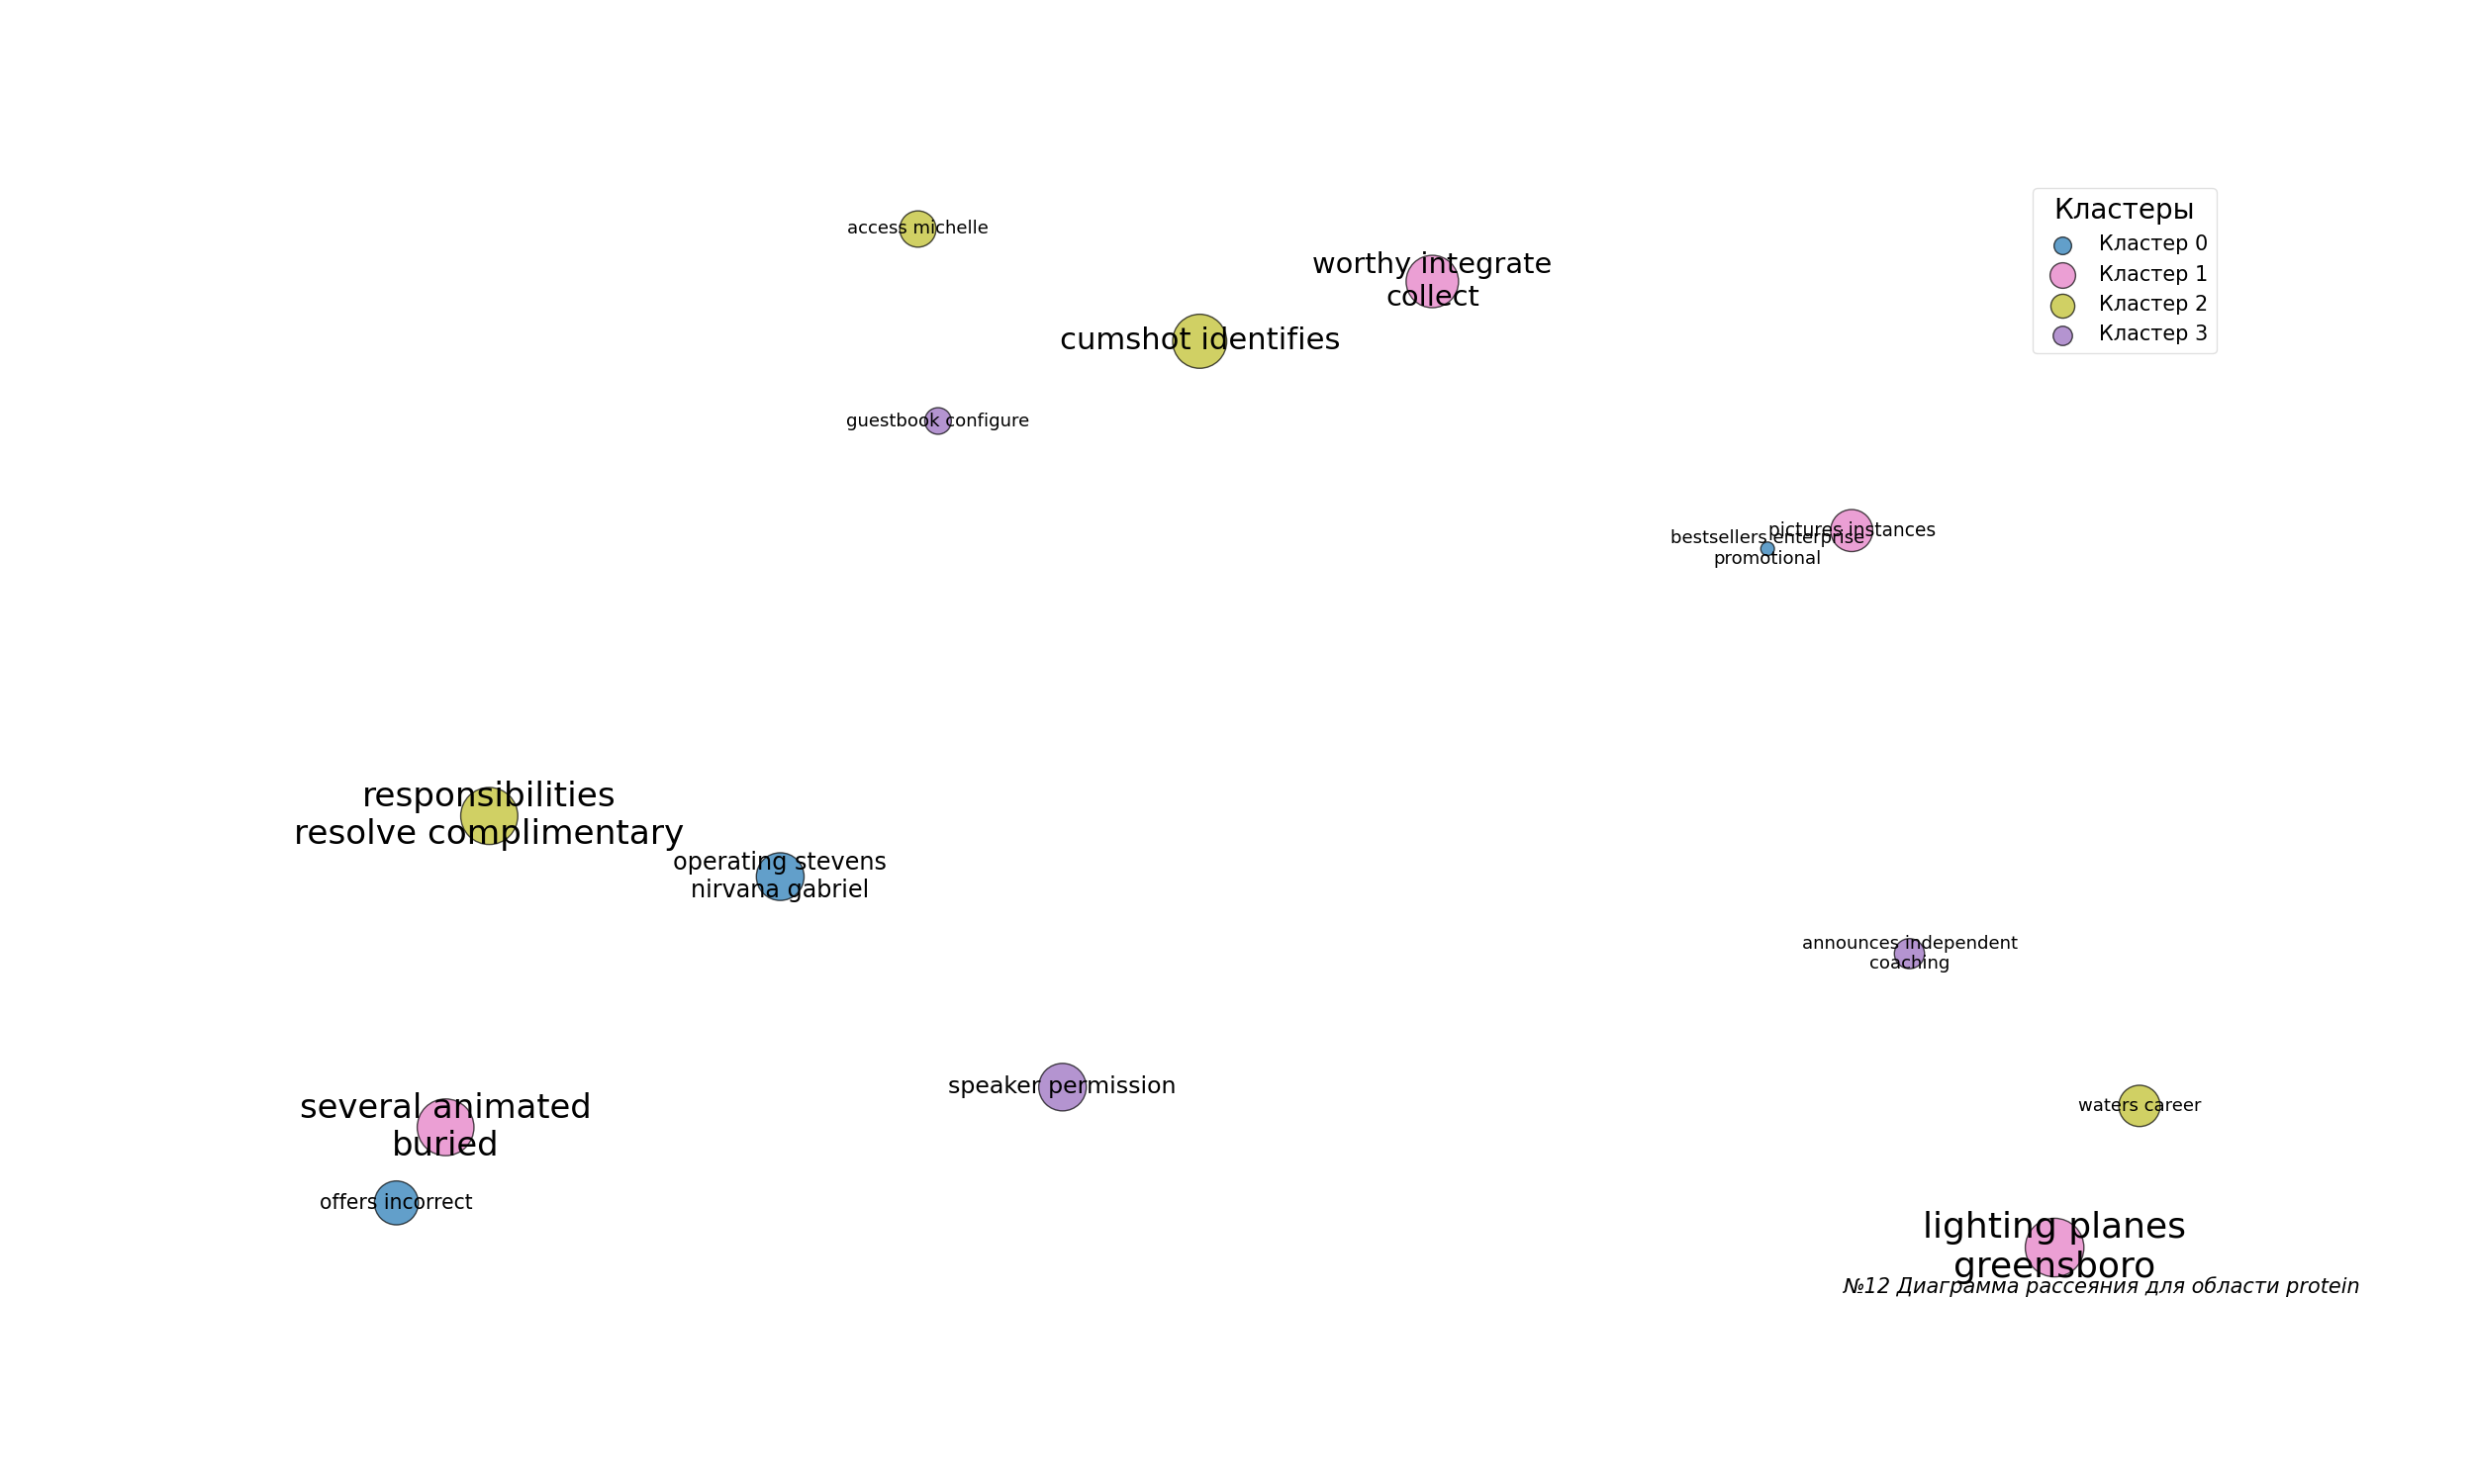 access michelle
Кластеры
Кластер 0
Кластер 1
Кластер 2
Кластер 3
worthy integrate
collect
cumshot identifies
guestbook configure
pictures instances
bestsellers enterprise
promotional
responsibilities
resolve complimentary
operating stevens
nirvana gabriel
announces independent
coaching
speaker permission
waters career
several animated
buried
offers incorrect
lighting planes
greensboro
№12 Диаграмма рассеяния для области protein